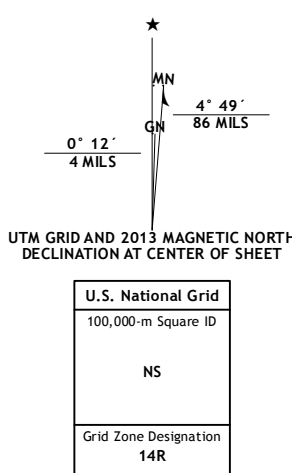 ★
MN
GN
4° 49´
86 MILS
0° 12´
4 MILS
UTM GRID AND 2013 MAGNETIC NORTH
DECLINATION AT CENTER OF SHEET
U.S. National Grid
100,000-m Square ID
NS
Grid Zone Designation
14R